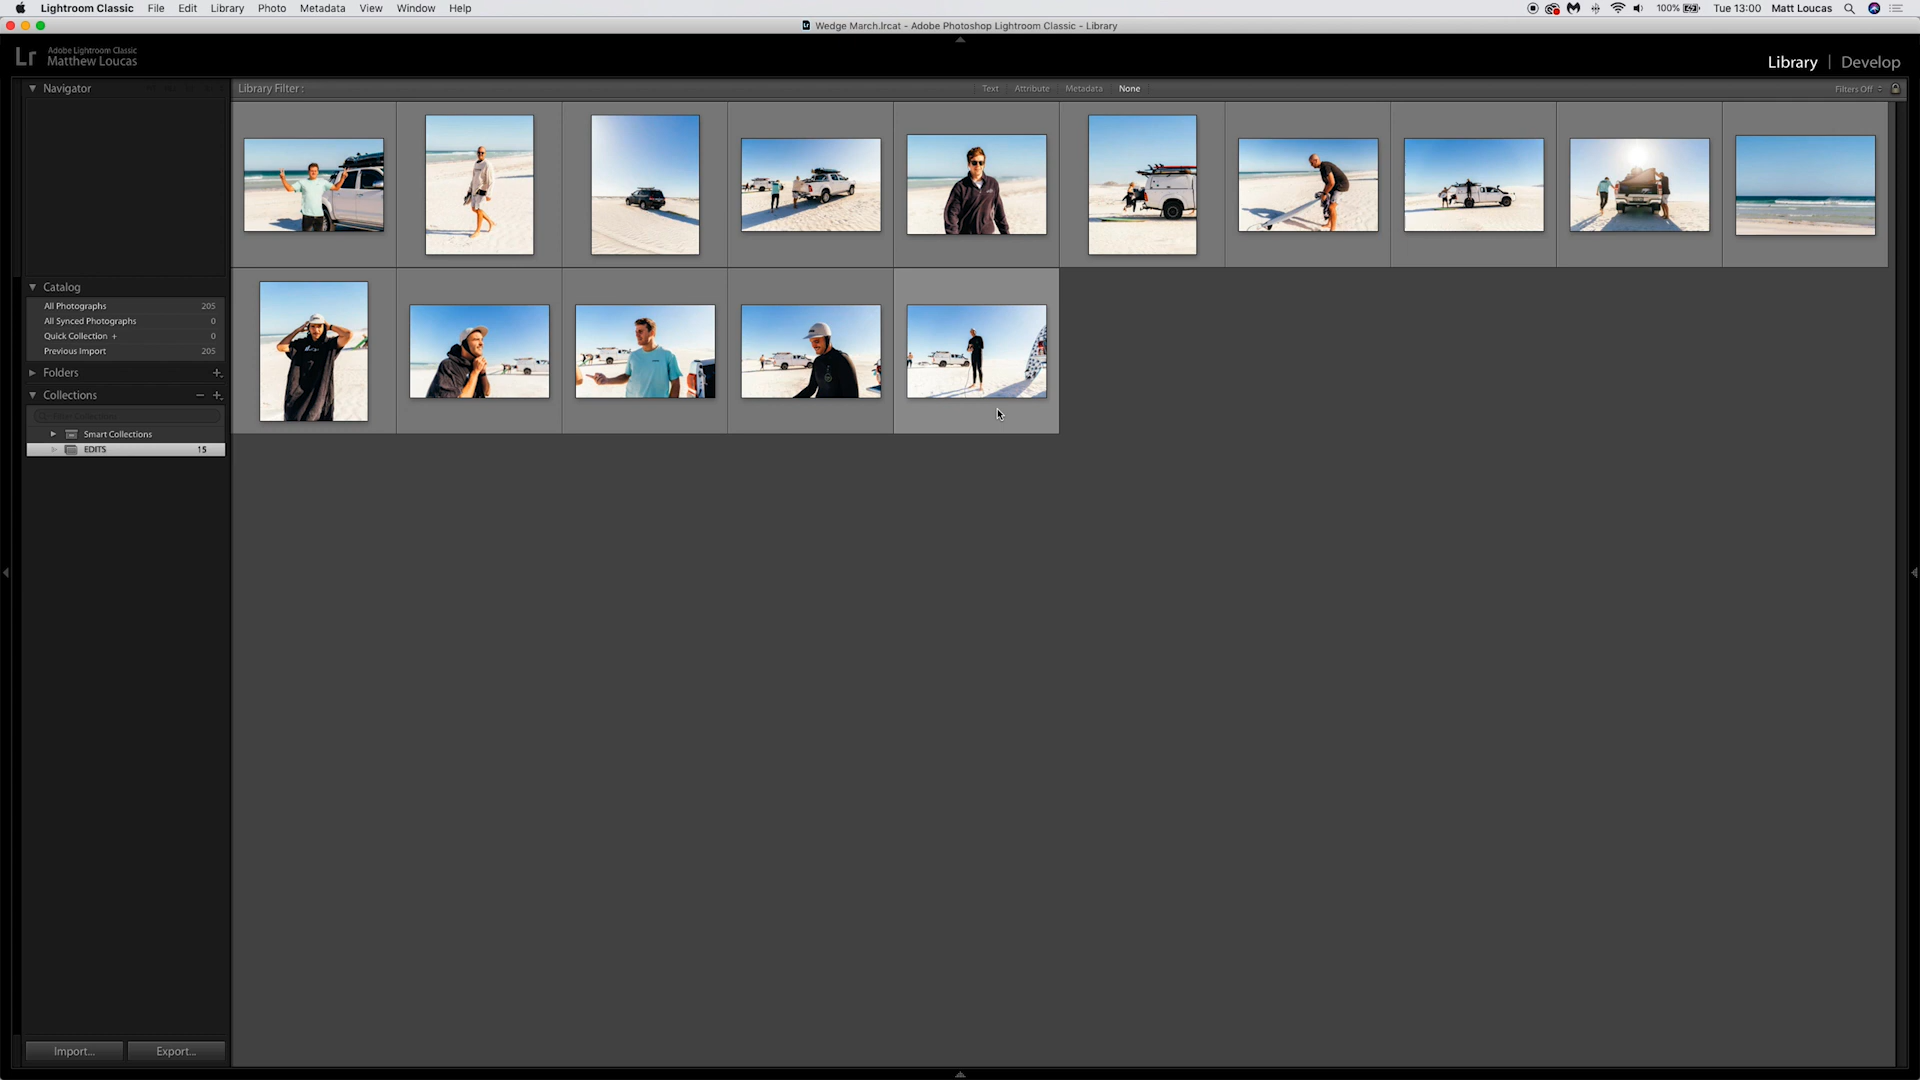 Lightroom Classic File Edit Library Photo Metadata View Window Help 100% Tue 13:00 Matt Loucas
Wedge March.lrcat - Adobe Photoshop Lightroom Classic - Library
Lr Adobe Lightroom Classic
Matthew Loucas
Library | Develop
Navigator
Library Filter : Text Attribute Metadata None Filters Off
Catalog
All Photographs 205
All Synced Photographs 0
Quick Collection + 0
Previous Import 205
Folders +
Collections − +
Smart Collections
EDITS 15
Import... Export...